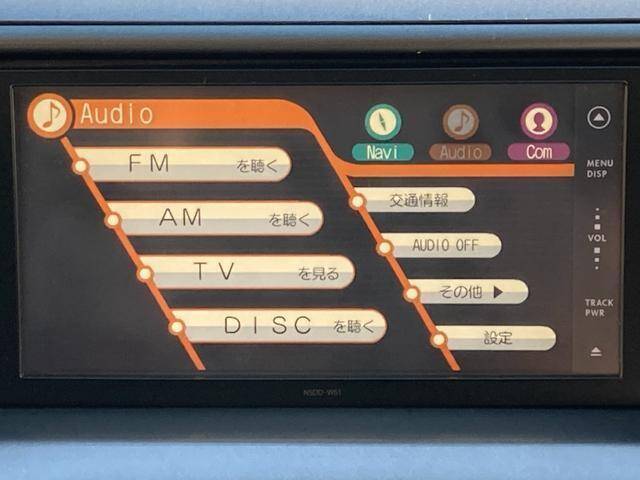 Audio
Navi Audio Com
FM を聴く
AM を聴く
TV を見る
DISC を聴く
交通情報
AUDIO OFF
その他 ▶
設定
MENU
DISP
VOL
TRACK
PWR
NSDD-W61